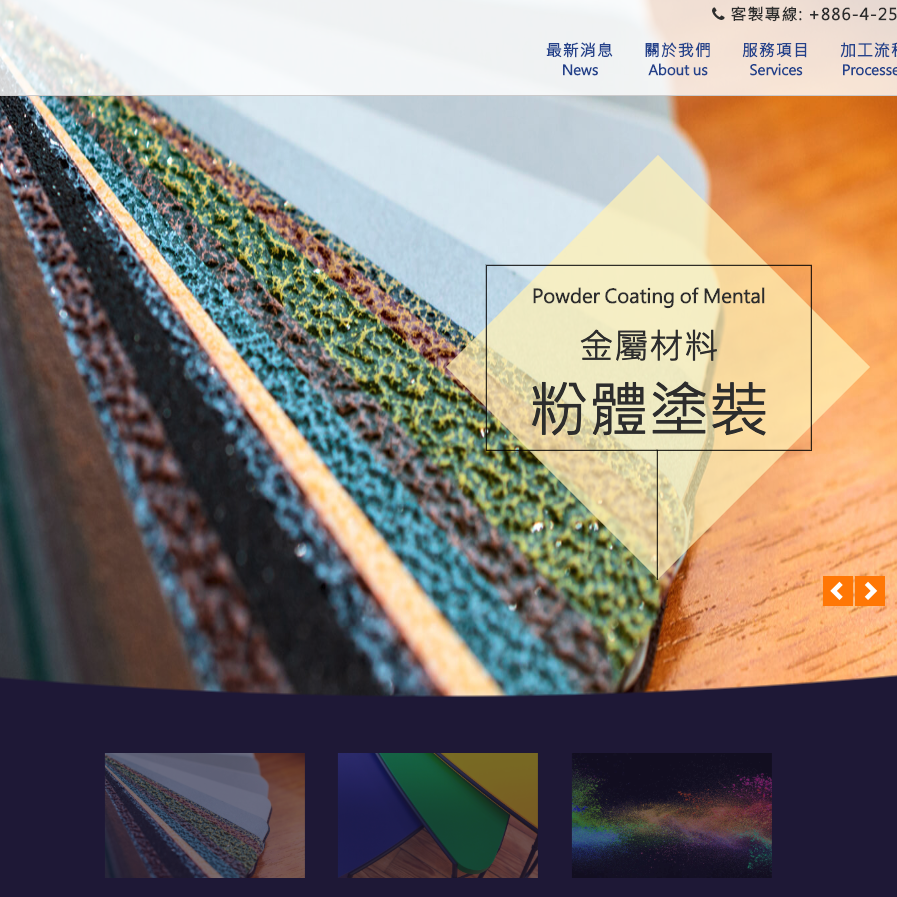 客製專線: +886-4-25
最新消息 關於我們 服務項目 加工流程
News About us Services Processe
Powder Coating of Mental
金屬材料
粉體塗裝